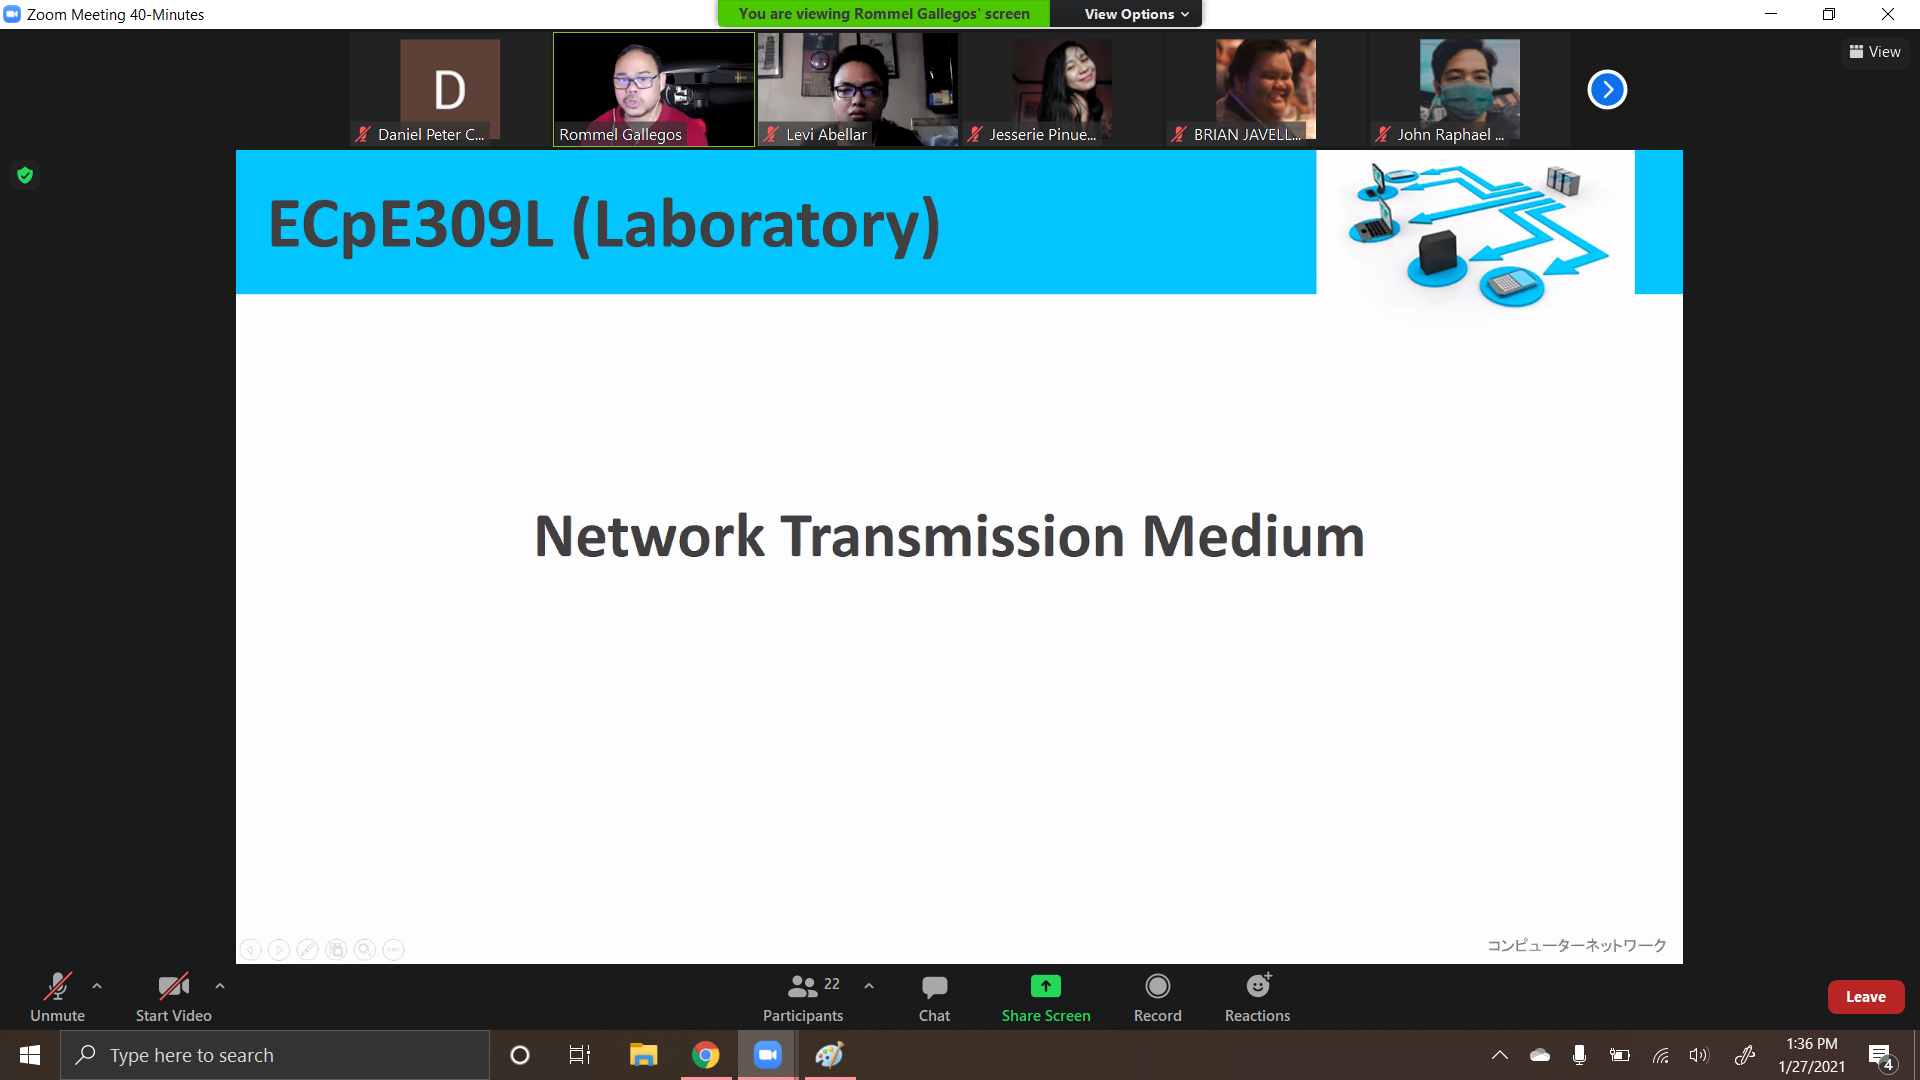 Zoom Meeting 40-Minutes
You are viewing Rommel Gallegos' screen
View Options
View
D
Daniel Peter C...
Rommel Gallegos
Levi Abellar
Jesserie Pinue...
BRIAN JAVELL...
John Raphael ...
ECpE309L (Laboratory)
Network Transmission Medium
コンピューターネットワーク
Unmute
Start Video
22
Participants
Chat
Share Screen
Record
Reactions
Leave
Type here to search
1:36 PM
1/27/2021
4